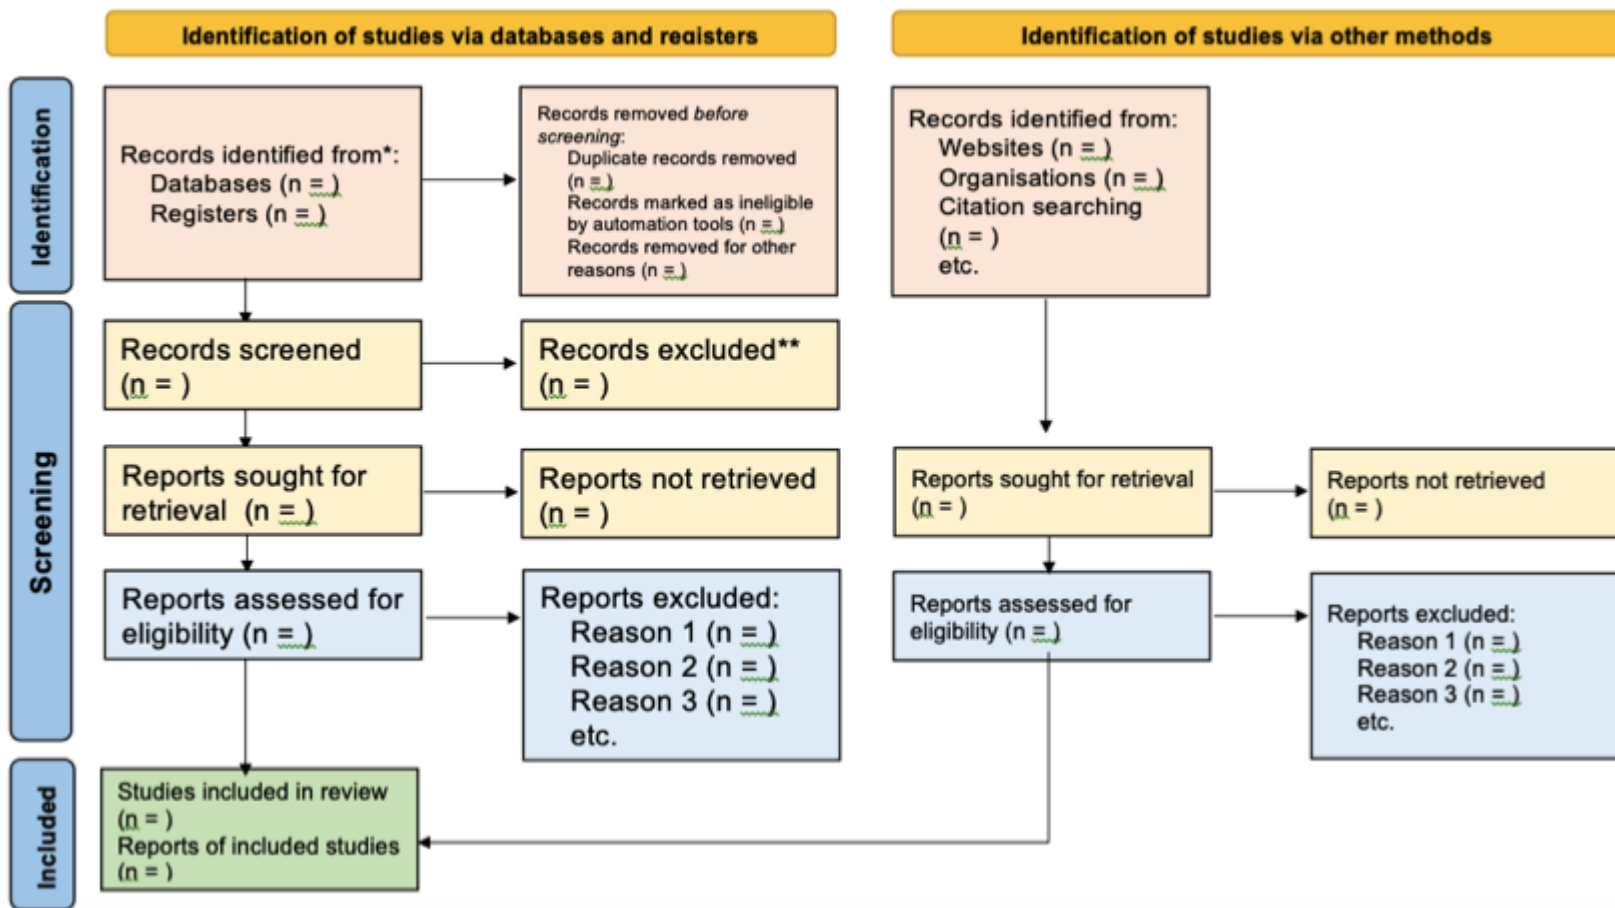 Identification of studies via databases and registers
Identification of studies via other methods
Identification
Records identified from*:
Databases (n = )
Registers (n = )
Records removed before
screening:
Duplicate records removed
(n = )
Records marked as ineligible
by automation tools (n = )
Records removed for other
reasons (n = )
Records identified from:
Websites (n = )
Organisations (n = )
Citation searching
(n = )
etc.
Screening
Records screened
(n = )
Records excluded**
(n = )
Reports sought for
retrieval (n = )
Reports not retrieved
(n = )
Reports sought for retrieval
(n = )
Reports not retrieved
(n = )
Reports assessed for
eligibility (n = )
Reports excluded:
Reason 1 (n = )
Reason 2 (n = )
Reason 3 (n = )
etc.
Reports assessed for
eligibility (n = )
Reports excluded:
Reason 1 (n = )
Reason 2 (n = )
Reason 3 (n = )
etc.
Included
Studies included in review
(n = )
Reports of included studies
(n = )